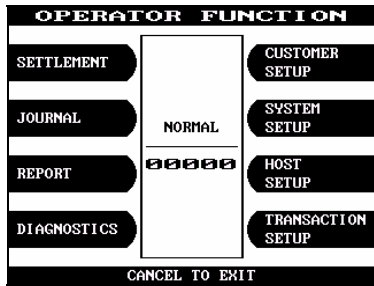 OPERATOR FUNCTION
SETTLEMENT
CUSTOMER
SETUP
JOURNAL
NORMAL
SYSTEM
SETUP
REPORT
00000
HOST
SETUP
DIAGNOSTICS
TRANSACTION
SETUP
CANCEL TO EXIT